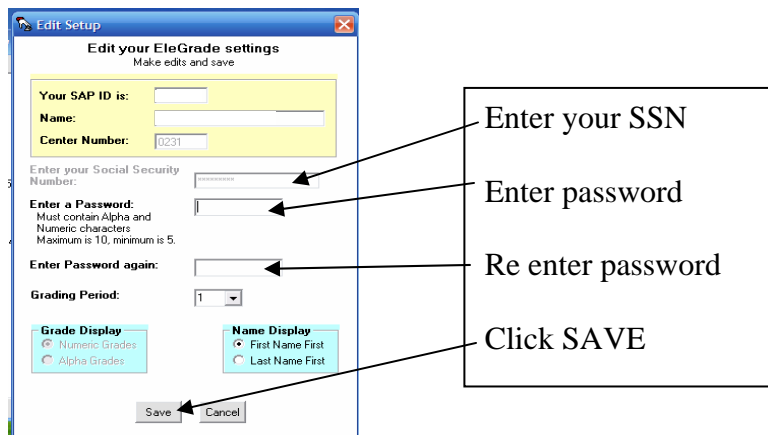 Edit Setup
Edit your EleGrade settings
Make edits and save
Your SAP ID is:
Name:
Center Number: 0231
Enter your Social Security
Number: *********
Enter a Password:
Must contain Alpha and
Numeric characters
Maximum is 10, minimum is 5.
Enter Password again:
Grading Period: 1
Grade Display
Numeric Grades
Alpha Grades
Name Display
First Name First
Last Name First
Save Cancel
Enter your SSN
Enter password
Re enter password
Click SAVE